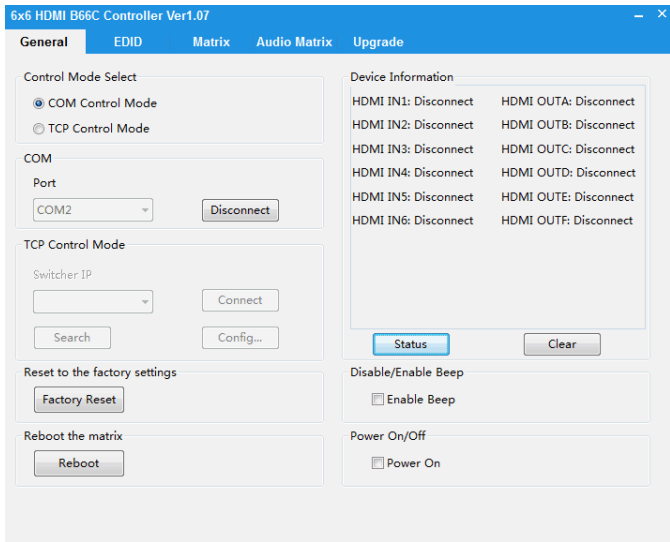 6x6 HDMI B66C Controller Ver1.07
General EDID Matrix Audio Matrix Upgrade
Control Mode Select
COM Control Mode
TCP Control Mode
COM
Port
COM2 Disconnect
TCP Control Mode
Switcher IP
Connect
Search Config...
Reset to the factory settings
Factory Reset
Reboot the matrix
Reboot
Device Information
HDMI IN1: Disconnect HDMI OUTA: Disconnect
HDMI IN2: Disconnect HDMI OUTB: Disconnect
HDMI IN3: Disconnect HDMI OUTC: Disconnect
HDMI IN4: Disconnect HDMI OUTD: Disconnect
HDMI IN5: Disconnect HDMI OUTE: Disconnect
HDMI IN6: Disconnect HDMI OUTF: Disconnect
Status Clear
Disable/Enable Beep
Enable Beep
Power On/Off
Power On